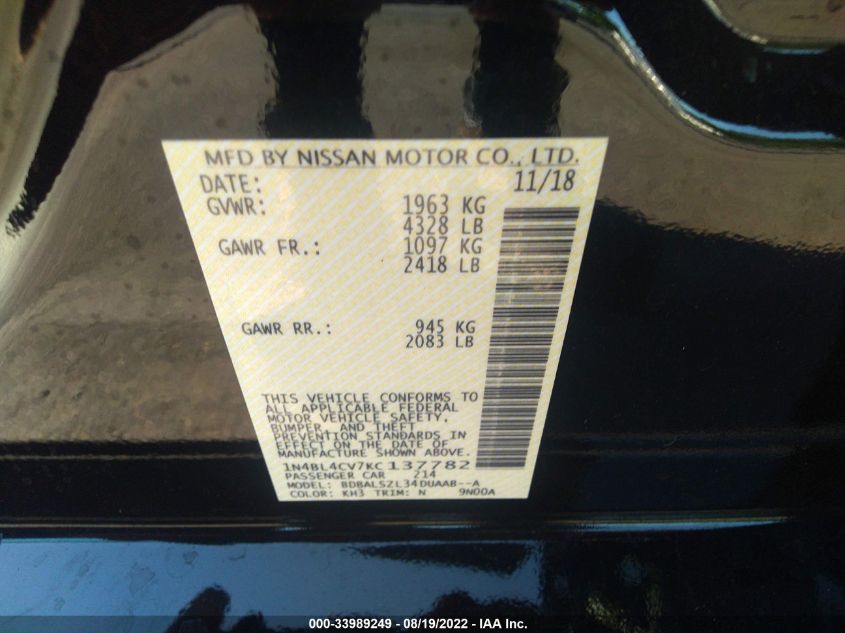 MFD BY NISSAN MOTOR CO., LTD.
DATE: 11/18
GVWR: 1963 KG
4328 LB
GAWR FR.: 1097 KG
2418 LB
GAWR RR.: 945 KG
2083 LB
THIS VEHICLE CONFORMS TO
ALL APPLICABLE FEDERAL
MOTOR VEHICLE SAFETY,
BUMPER, AND THEFT
PREVENTION STANDARDS IN
EFFECT ON THE DATE OF
MANUFACTURE SHOWN ABOVE.
1N4BL4CV7KC137782
PASSENGER CAR 214
MODEL: BDBALSZL34DUAAB--A
COLOR: KH3 TRIM: N 9N00A
000-33989249 - 08/19/2022 - IAA Inc.